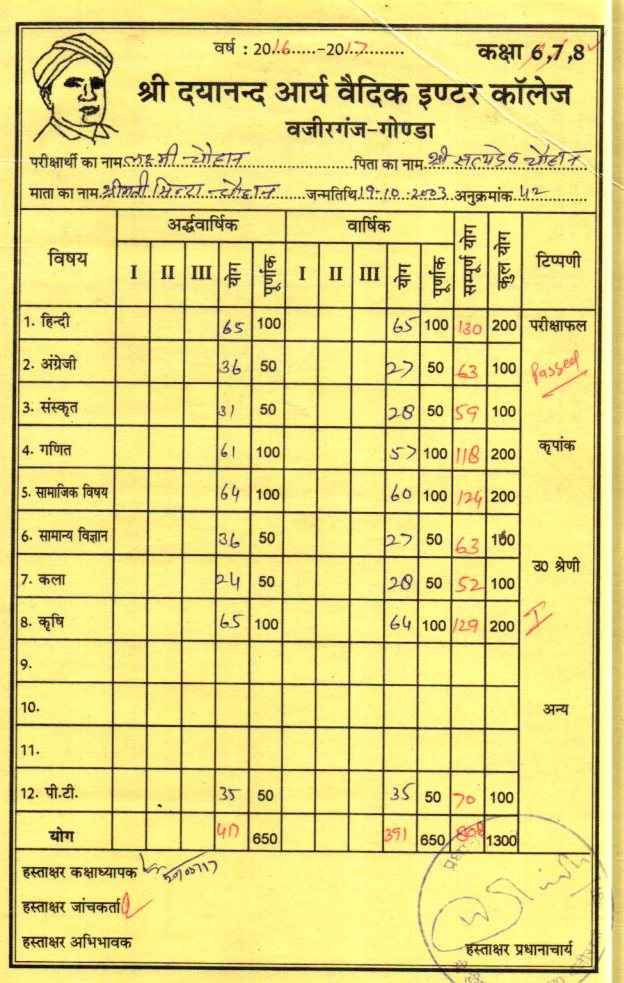 वर्ष : 2016.....-2017........ कक्षा 6,7,8
श्री दयानन्द आर्य वैदिक इण्टर कॉलेज
वजीरगंज-गोण्डा
परीक्षार्थी का नाम लक्ष्मी चौहान पिता का नाम श्री सत्यदेव चौहान
माता का नाम श्रीमती मिन्टा चौहान जन्मतिथि 19-10-2003 अनुक्रमांक 42
विषय अर्द्धवार्षिक वार्षिक सम्पूर्ण योग कुल योग टिप्पणी
I II III योग पूर्णांक I II III योग पूर्णांक
1. हिन्दी 65 100 65 100 130 200 परीक्षाफल
2. अंग्रेजी 36 50 27 50 63 100 Passed
3. संस्कृत 31 50 28 50 59 100
4. गणित 61 100 57 100 118 200 कृपांक
5. सामाजिक विषय 64 100 60 100 124 200
6. सामान्य विज्ञान 36 50 27 50 63 100
7. कला 24 50 28 50 52 100 उ0 श्रेणी
8. कृषि 65 100 64 100 129 200 I
9.
10. अन्य
11.
12. पी.टी. 35 50 35 50 70 100
योग 417 650 391 650 808 1300
हस्ताक्षर कक्षाध्यापक
हस्ताक्षर जांचकर्ता
हस्ताक्षर अभिभावक हस्ताक्षर प्रधानाचार्य